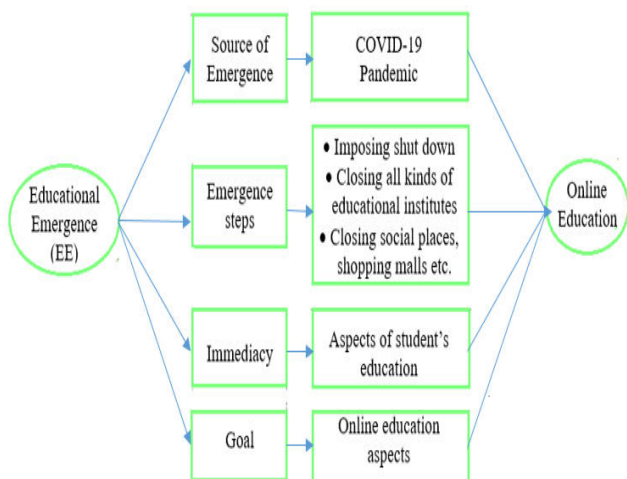 Source of
Emergence
COVID-19
Pandemic
Educational
Emergence
(EE)
Emergence
steps
• Imposing shut down
• Closing all kinds of
educational institutes
• Closing social places,
shopping malls etc.
Online
Education
Immediacy
Aspects of student’s
education
Goal
Online education
aspects